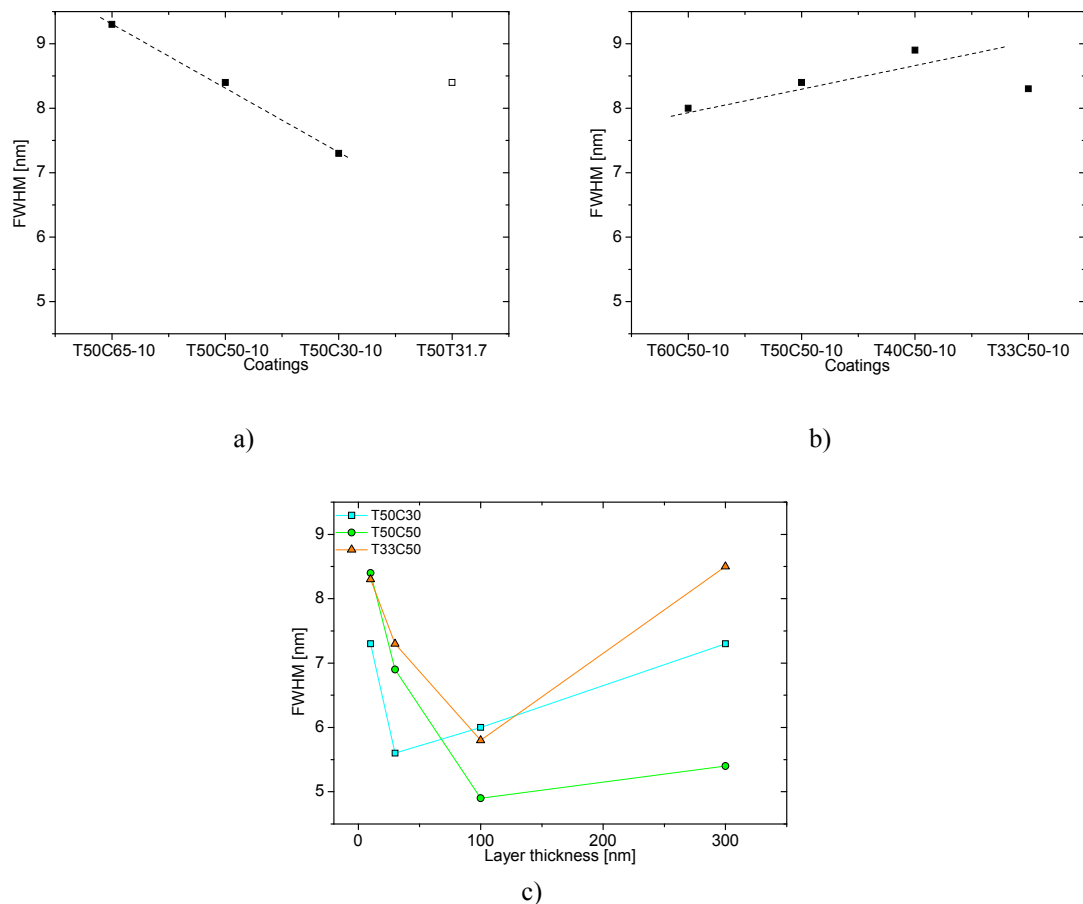 9
8
7
6
5
FWHM [nm]
T50C65-10 T50C50-10 T50C30-10 T50T31.7
Coatings
a)
9
8
7
6
5
FWHM [nm]
T60C50-10 T50C50-10 T40C50-10 T33C50-10
Coatings
b)
T50C30
T50C50
T33C50
9
8
7
6
5
FWHM [nm]
0 100 200 300
Layer thickness [nm]
c)